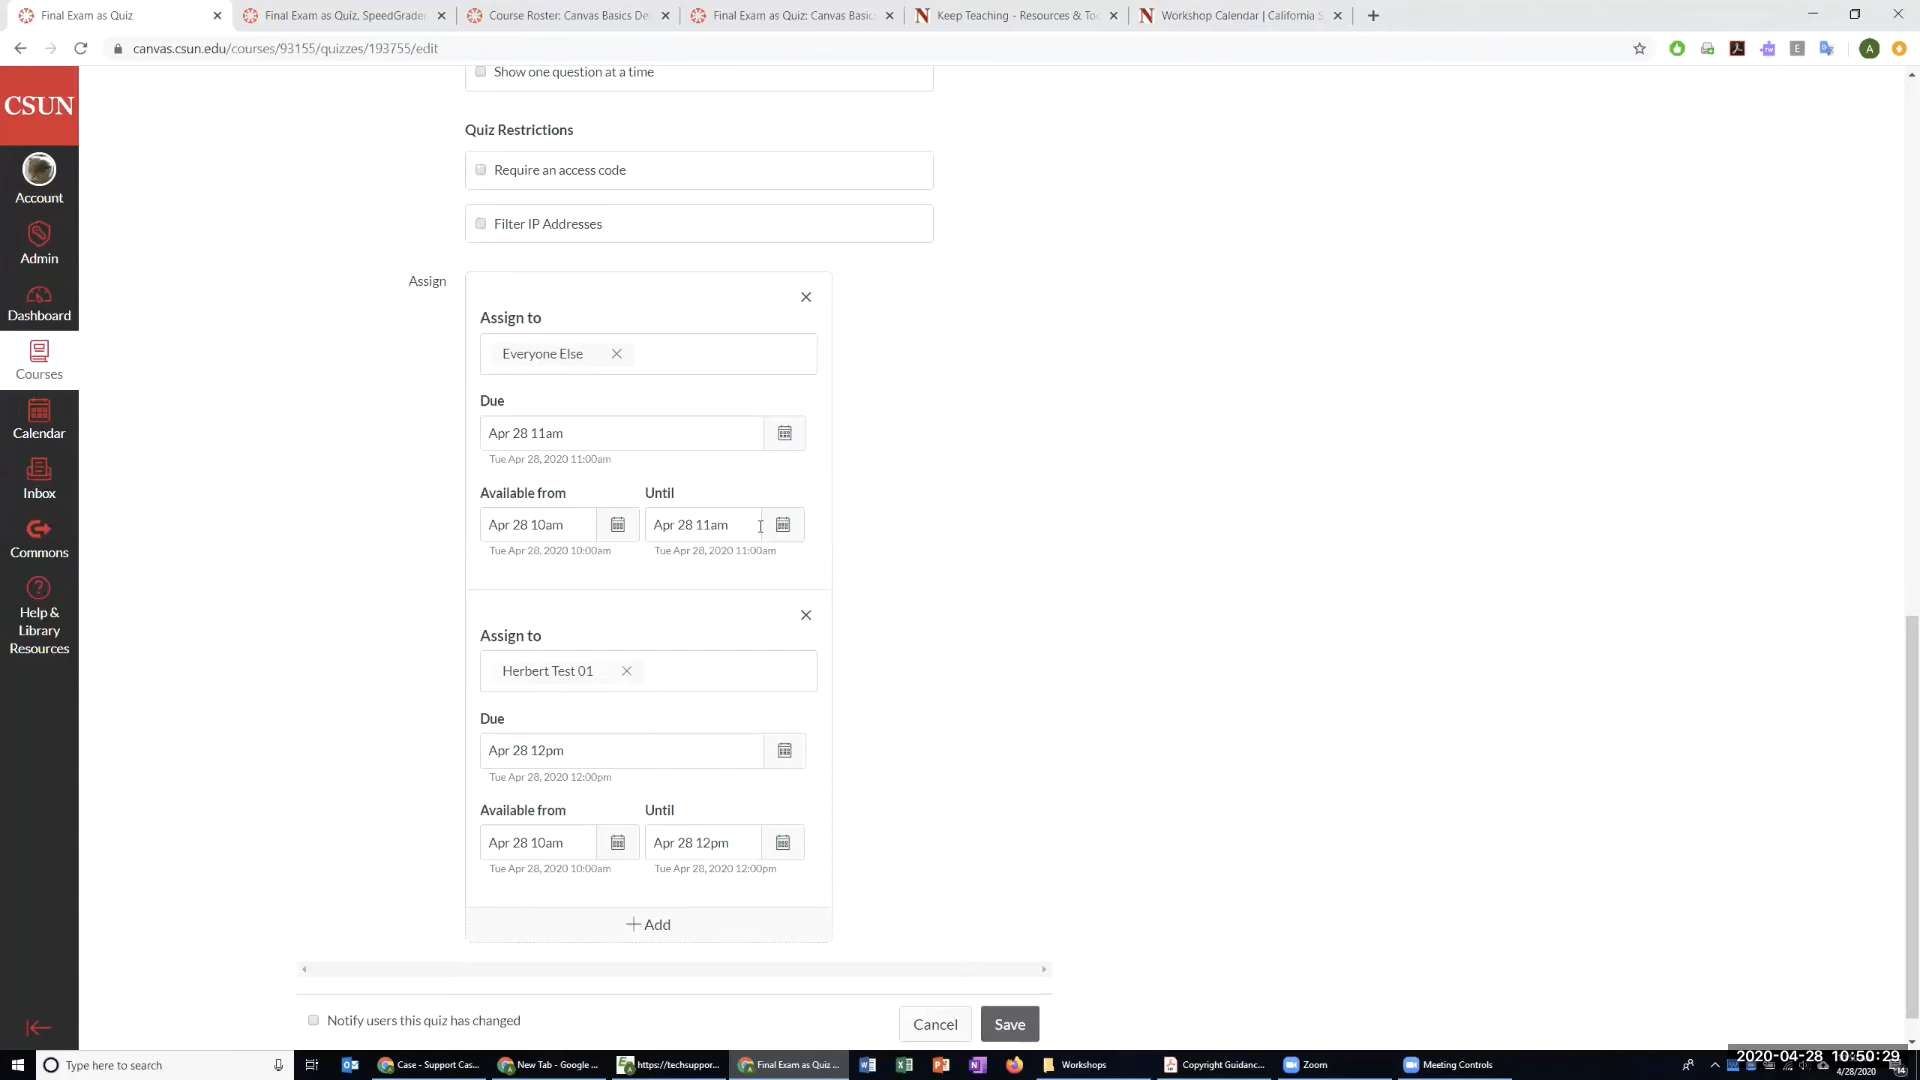 Final Exam as Quiz
Final Exam as Quiz, SpeedGrader
Course Roster: Canvas Basics De
Final Exam as Quiz: Canvas Basic
Keep Teaching - Resources & To
Workshop Calendar | California S
canvas.csun.edu/courses/93155/quizzes/193755/edit
A
CSUN
Account
Admin
Dashboard
Courses
Calendar
Inbox
Commons
Help &
Library
Resources
Show one question at a time
Quiz Restrictions
Require an access code
Filter IP Addresses
Assign
Assign to
Everyone Else
Due
Apr 28 11am
Tue Apr 28, 2020 11:00am
Available from Until
Apr 28 10am Apr 28 11am
Tue Apr 28, 2020 10:00am Tue Apr 28, 2020 11:00am
Assign to
Herbert Test 01
Due
Apr 28 12pm
Tue Apr 28, 2020 12:00pm
Available from Until
Apr 28 10am Apr 28 12pm
Tue Apr 28, 2020 10:00am Tue Apr 28, 2020 12:00pm
Add
Notify users this quiz has changed
Cancel Save
Type here to search
Case - Support Cas...
New Tab - Google ...
https://techsuppor...
Final Exam as Quiz ...
Workshops
Copyright Guidanc...
Zoom
Meeting Controls
2020-04-28 10:50:29
4/28/2020